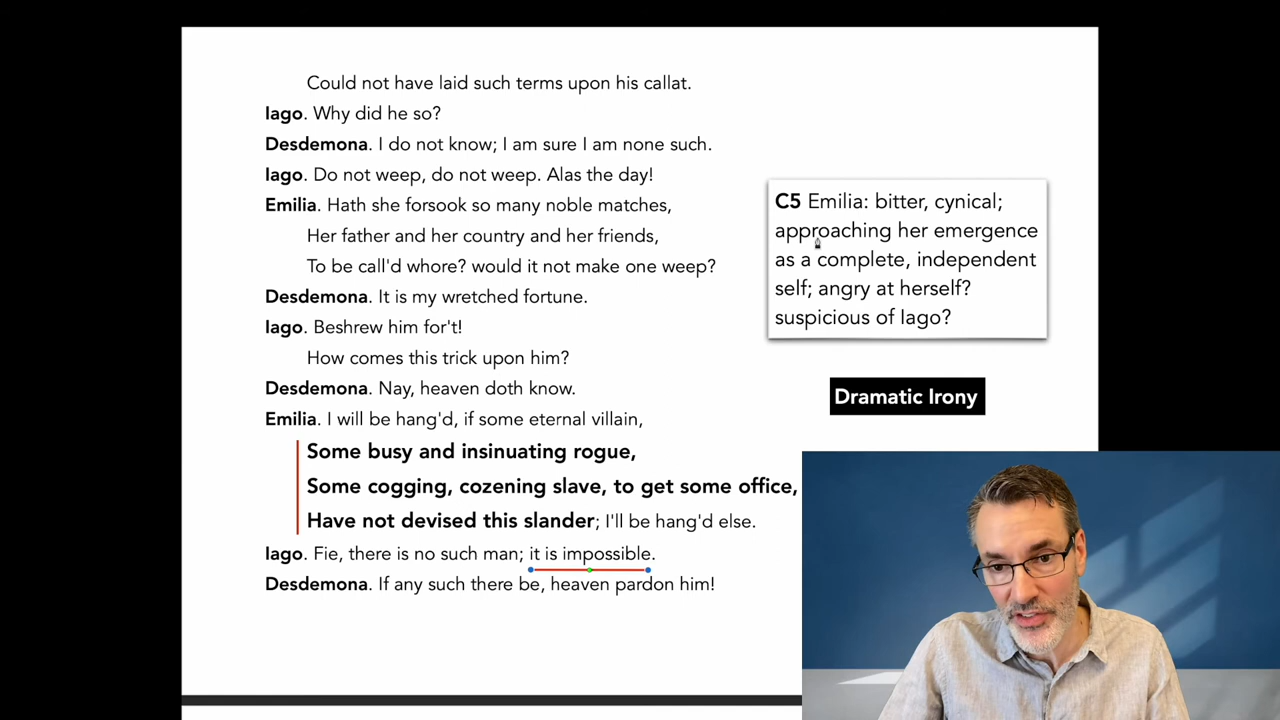 Could not have laid such terms upon his callat.
Iago. Why did he so?
Desdemona. I do not know; I am sure I am none such.
Iago. Do not weep, do not weep. Alas the day!
Emilia. Hath she forsook so many noble matches,
Her father and her country and her friends,
To be call'd whore? would it not make one weep?
Desdemona. It is my wretched fortune.
Iago. Beshrew him for't!
How comes this trick upon him?
Desdemona. Nay, heaven doth know.
Emilia. I will be hang'd, if some eternal villain,
Some busy and insinuating rogue,
Some cogging, cozening slave, to get some office,
Have not devised this slander; I'll be hang'd else.
Iago. Fie, there is no such man; it is impossible.
Desdemona. If any such there be, heaven pardon him!
C5 Emilia: bitter, cynical;
approaching her emergence
as a complete, independent
self; angry at herself?
suspicious of Iago?
Dramatic Irony